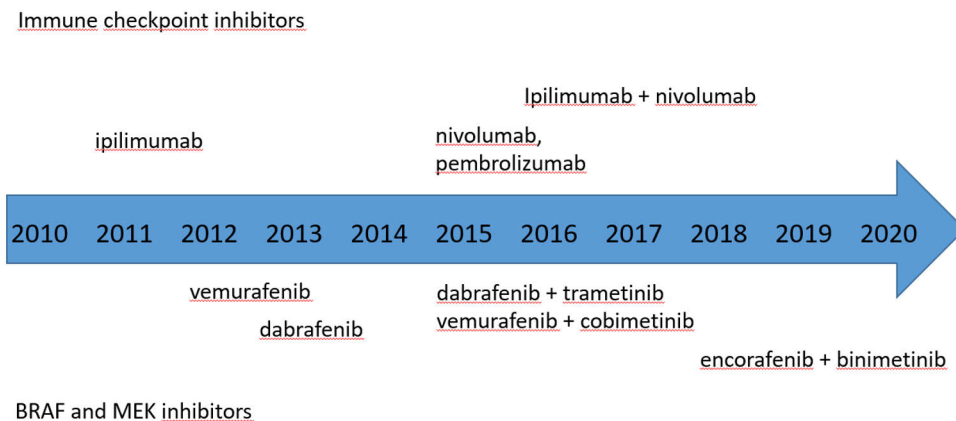 Immune checkpoint inhibitors
Ipilimumab + nivolumab
ipilimumab
nivolumab,
pembrolizumab
2010 2011 2012 2013 2014 2015 2016 2017 2018 2019 2020
vemurafenib
dabrafenib + trametinib
vemurafenib + cobimetinib
dabrafenib
encorafenib + binimetinib
BRAF and MEK inhibitors